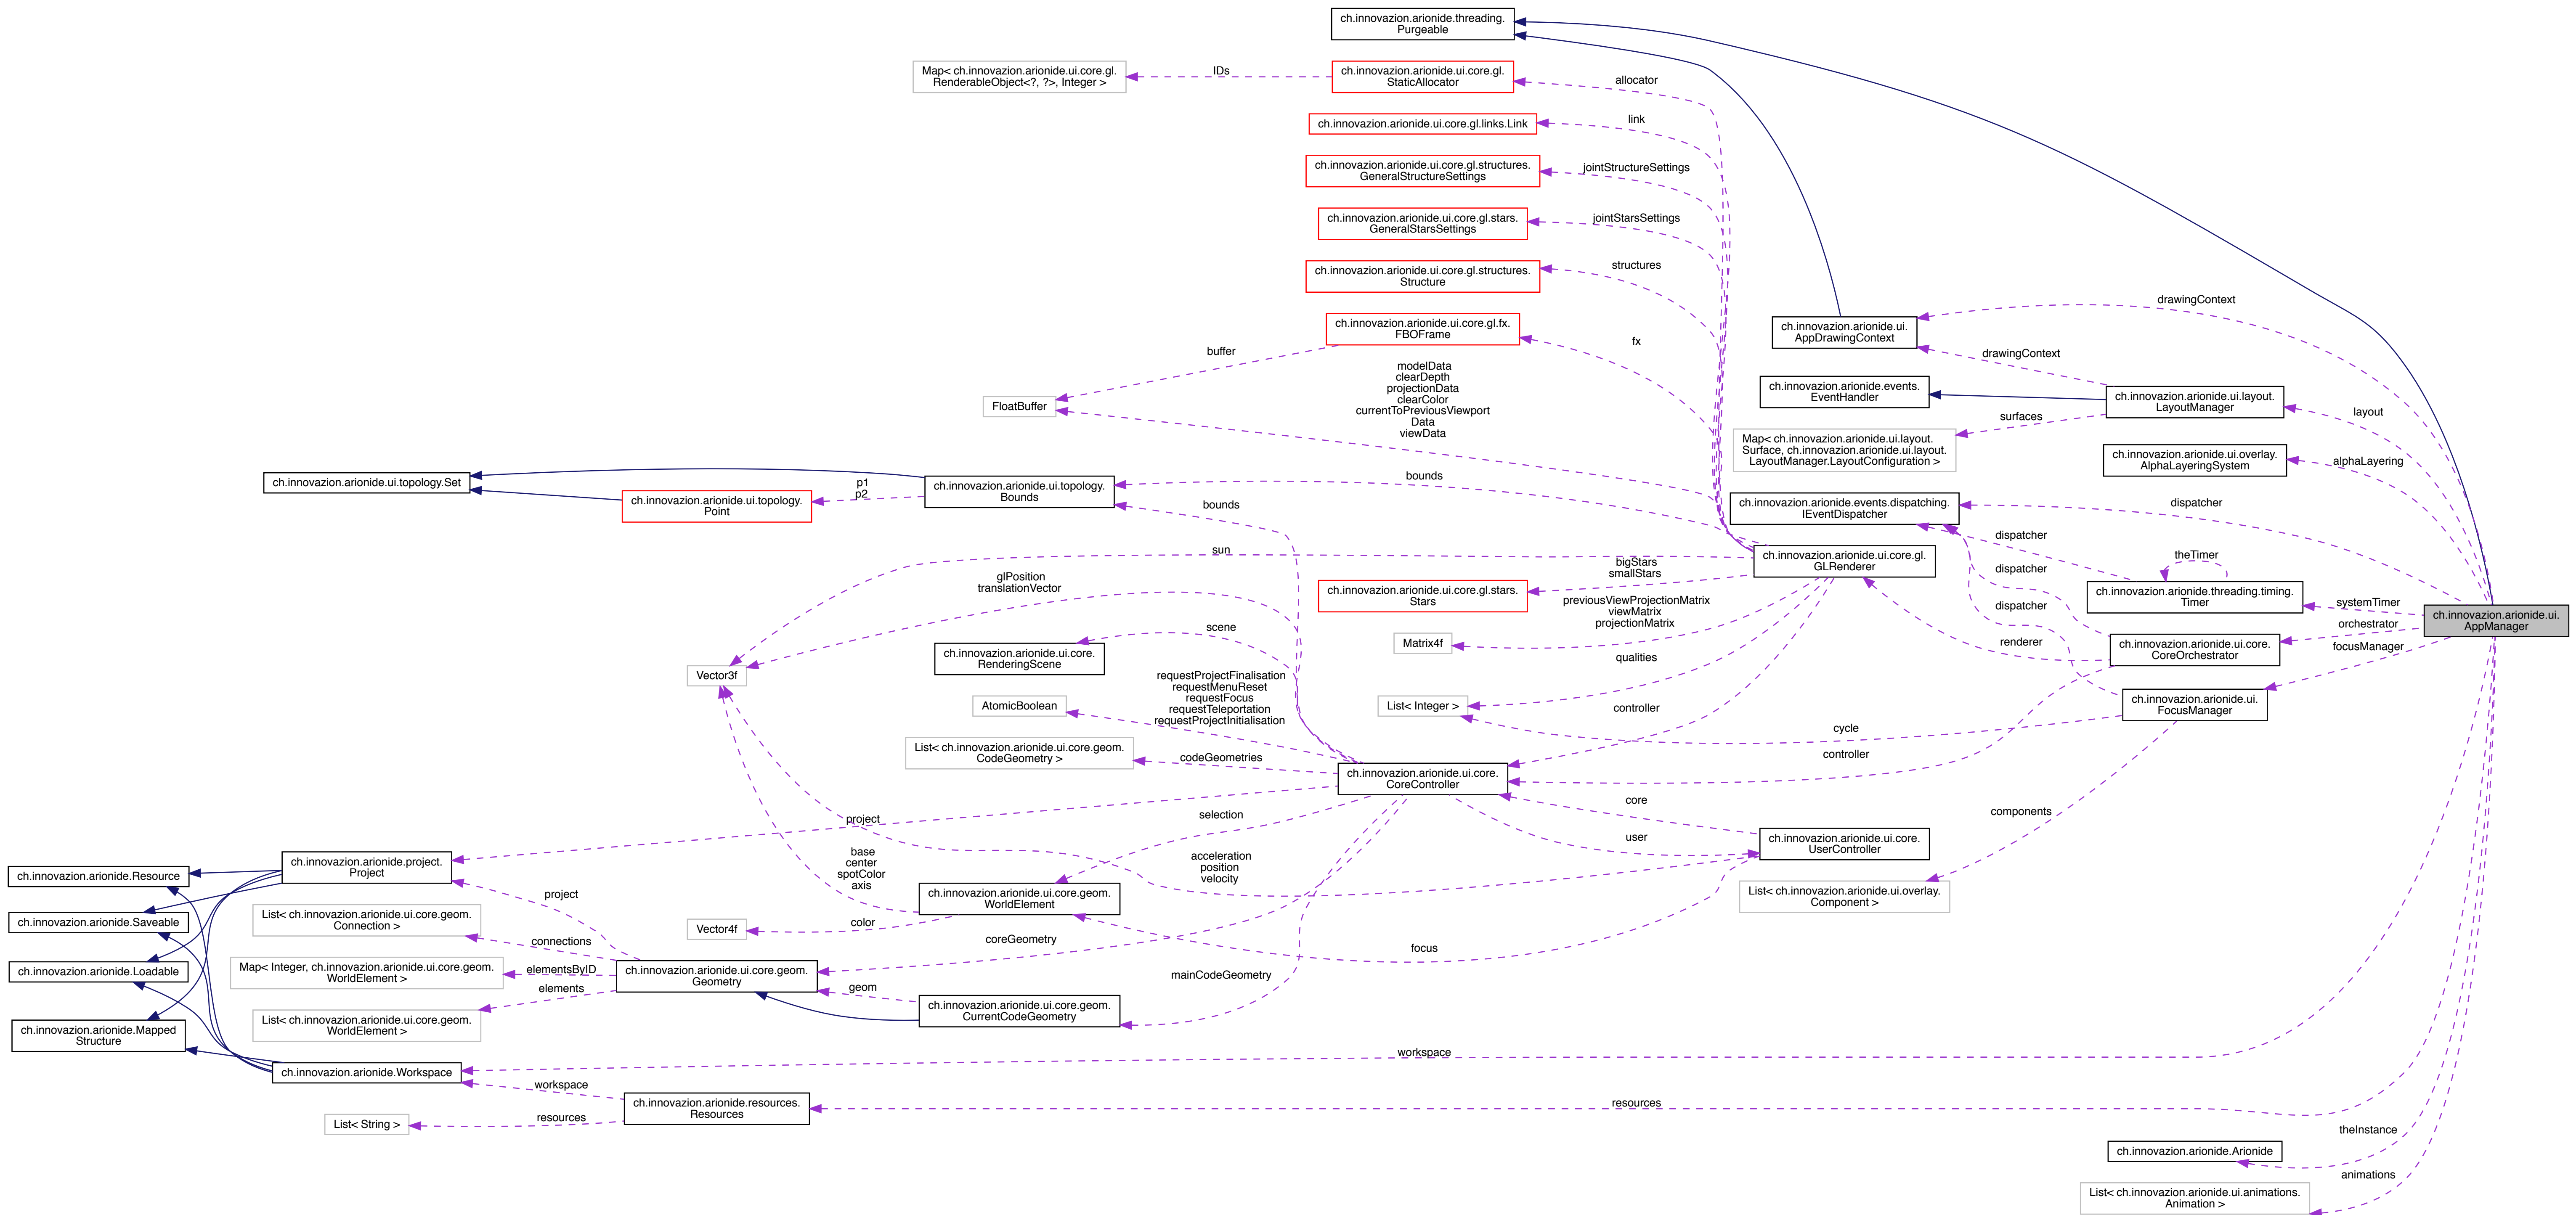 ch.innovazion.arionide.threading.
Purgeable
Map< ch.innovazion.arionide.ui.core.gl.
RenderableObject<?, ?>, Integer >
IDs
ch.innovazion.arionide.ui.core.gl.
StaticAllocator
allocator
ch.innovazion.arionide.ui.core.gl.links.Link
link
ch.innovazion.arionide.ui.core.gl.structures.
GeneralStructureSettings
jointStructureSettings
ch.innovazion.arionide.ui.core.gl.stars.
GeneralStarsSettings
jointStarsSettings
ch.innovazion.arionide.ui.core.gl.structures.
Structure
structures
ch.innovazion.arionide.ui.core.gl.fx.
FBOFrame
fx
buffer
FloatBuffer
modelData
clearDepth
projectionData
clearColor
currentToPreviousViewport
Data
viewData
drawingContext
ch.innovazion.arionide.ui.
AppDrawingContext
drawingContext
ch.innovazion.arionide.events.
EventHandler
ch.innovazion.arionide.ui.layout.
LayoutManager
layout
surfaces
Map< ch.innovazion.arionide.ui.layout.
Surface, ch.innovazion.arionide.ui.layout.
LayoutManager.LayoutConfiguration >
ch.innovazion.arionide.ui.overlay.
AlphaLayeringSystem
alphaLayering
ch.innovazion.arionide.ui.topology.Set
ch.innovazion.arionide.ui.topology.
Point
p1
p2
ch.innovazion.arionide.ui.topology.
Bounds
bounds
bounds
ch.innovazion.arionide.events.dispatching.
IEventDispatcher
dispatcher
dispatcher
dispatcher
dispatcher
theTimer
ch.innovazion.arionide.threading.timing.
Timer
systemTimer
ch.innovazion.arionide.ui.core.gl.
GLRenderer
sun
glPosition
translationVector
bigStars
smallStars
ch.innovazion.arionide.ui.core.gl.stars.
Stars
previousViewProjectionMatrix
viewMatrix
projectionMatrix
Matrix4f
ch.innovazion.arionide.ui.
AppManager
orchestrator
ch.innovazion.arionide.ui.core.
CoreOrchestrator
renderer
focusManager
ch.innovazion.arionide.ui.
FocusManager
scene
ch.innovazion.arionide.ui.core.
RenderingScene
Vector3f
qualities
List< Integer >
cycle
controller
controller
requestProjectFinalisation
requestMenuReset
requestFocus
requestTeleportation
requestProjectInitialisation
AtomicBoolean
List< ch.innovazion.arionide.ui.core.geom.
CodeGeometry >
codeGeometries
ch.innovazion.arionide.ui.core.
CoreController
components
project
selection
core
user
ch.innovazion.arionide.ui.core.
UserController
acceleration
position
velocity
base
center
spotColor
axis
ch.innovazion.arionide.project.
Project
ch.innovazion.arionide.Resource
ch.innovazion.arionide.ui.core.geom.
WorldElement
List< ch.innovazion.arionide.ui.overlay.
Component >
project
ch.innovazion.arionide.Saveable
List< ch.innovazion.arionide.ui.core.geom.
Connection >
connections
Vector4f
color
coreGeometry
focus
ch.innovazion.arionide.Loadable
Map< Integer, ch.innovazion.arionide.ui.core.geom.
WorldElement >
elementsByID
ch.innovazion.arionide.ui.core.geom.
Geometry
mainCodeGeometry
elements
geom
ch.innovazion.arionide.ui.core.geom.
CurrentCodeGeometry
List< ch.innovazion.arionide.ui.core.geom.
WorldElement >
ch.innovazion.arionide.Mapped
Structure
workspace
ch.innovazion.arionide.Workspace
workspace
ch.innovazion.arionide.resources.
Resources
resources
resources
List< String >
theInstance
ch.innovazion.arionide.Arionide
animations
List< ch.innovazion.arionide.ui.animations.
Animation >